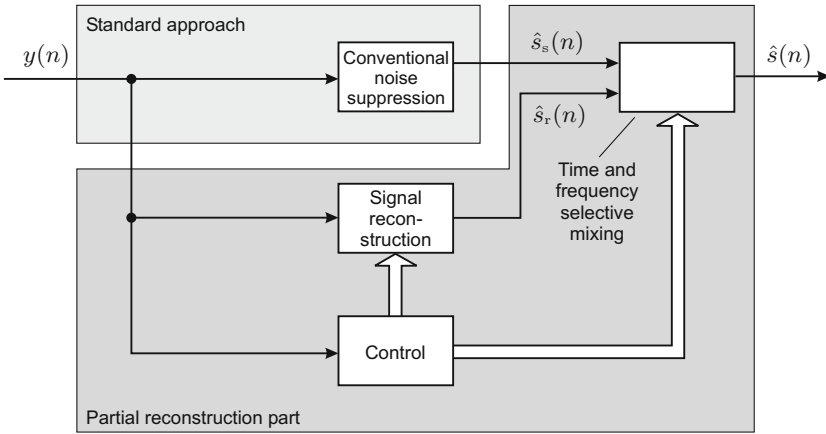 Standard approach
y(n)
Conventional
noise
suppression
ŝ_s(n)
ŝ(n)
ŝ_r(n)
Time and
frequency
selective
mixing
Signal
recon-
struction
Control
Partial reconstruction part